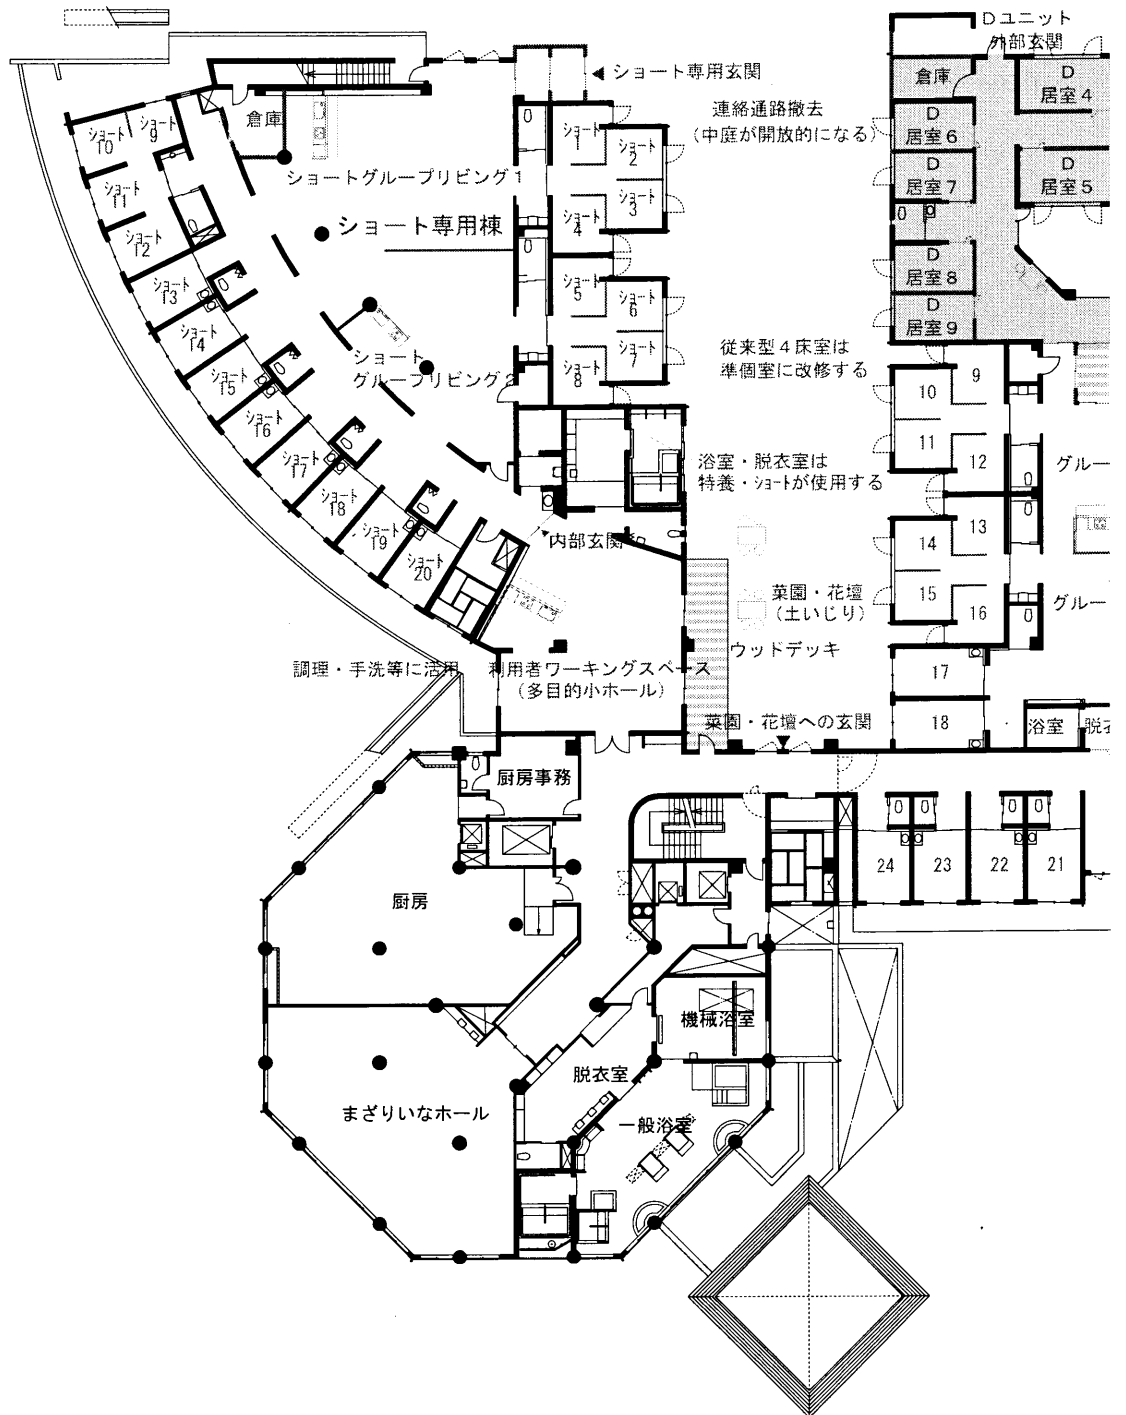 Dユニット
外部玄関
ショート専用玄関
倉庫
D
居室4
連絡通路撤去
(中庭が開放的になる)
D
居室6
倉庫
ショート
9
ショート
10
ショート
1
ショート
2
D
居室7
D
居室5
ショートグループリビング1
ショート
11
ショート
3
ショート
4
ショート専用棟
ショート
12
D
居室8
ショート
13
ショート
5
ショート
6
D
居室9
ショート
14
ショート
7
従来型4床室は
準個室に改修する
ショート
グループリビング2
ショート
8
ショート
15
9
10
ショート
16
11
12
浴室・脱衣室は
特養・ショートが使用する
グルー
ショート
17
ショート
18
13
内部玄関
14
ショート
19
ショート
20
15
菜園・花壇
(土いじり)
16
グルー
ウッドデッキ
調理・手洗等に活用
利用者ワーキングスペース
(多目的小ホール)
17
18
菜園・花壇への玄関
浴室
脱衣
厨房事務
24
23
22
21
厨房
機械浴室
脱衣室
まざりいなホール
一般浴室